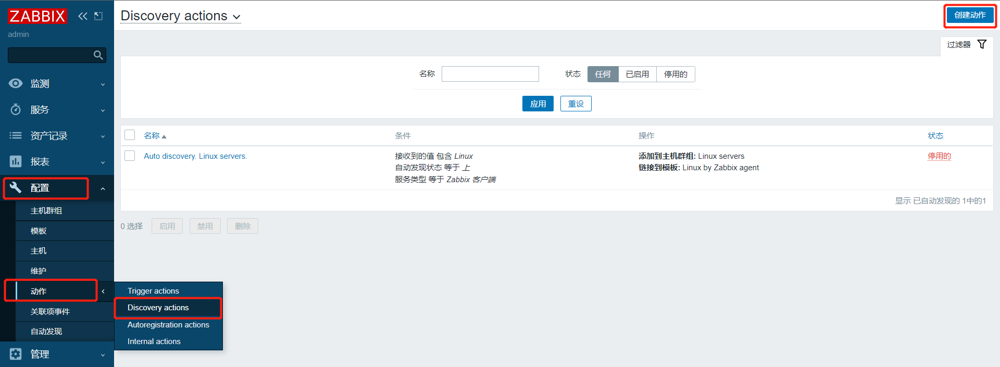 ZABBIX
admin
监测
服务
资产记录
报表
配置
主机群组
模板
主机
维护
动作
关联项事件
自动发现
管理
Trigger actions
Discovery actions
Autoregistration actions
Internal actions
Discovery actions
创建动作
过滤器
名称 状态 任何 已启用 停用的
应用 重设
名称 条件 操作 状态
Auto discovery. Linux servers. 接收到的值 包含 Linux 添加到主机群组: Linux servers 停用的
自动发现状态 等于 上 链接到模板: Linux by Zabbix agent
服务类型 等于 Zabbix 客户端
显示 已自动发现的 1中的1
0 选择 启用 禁用 删除